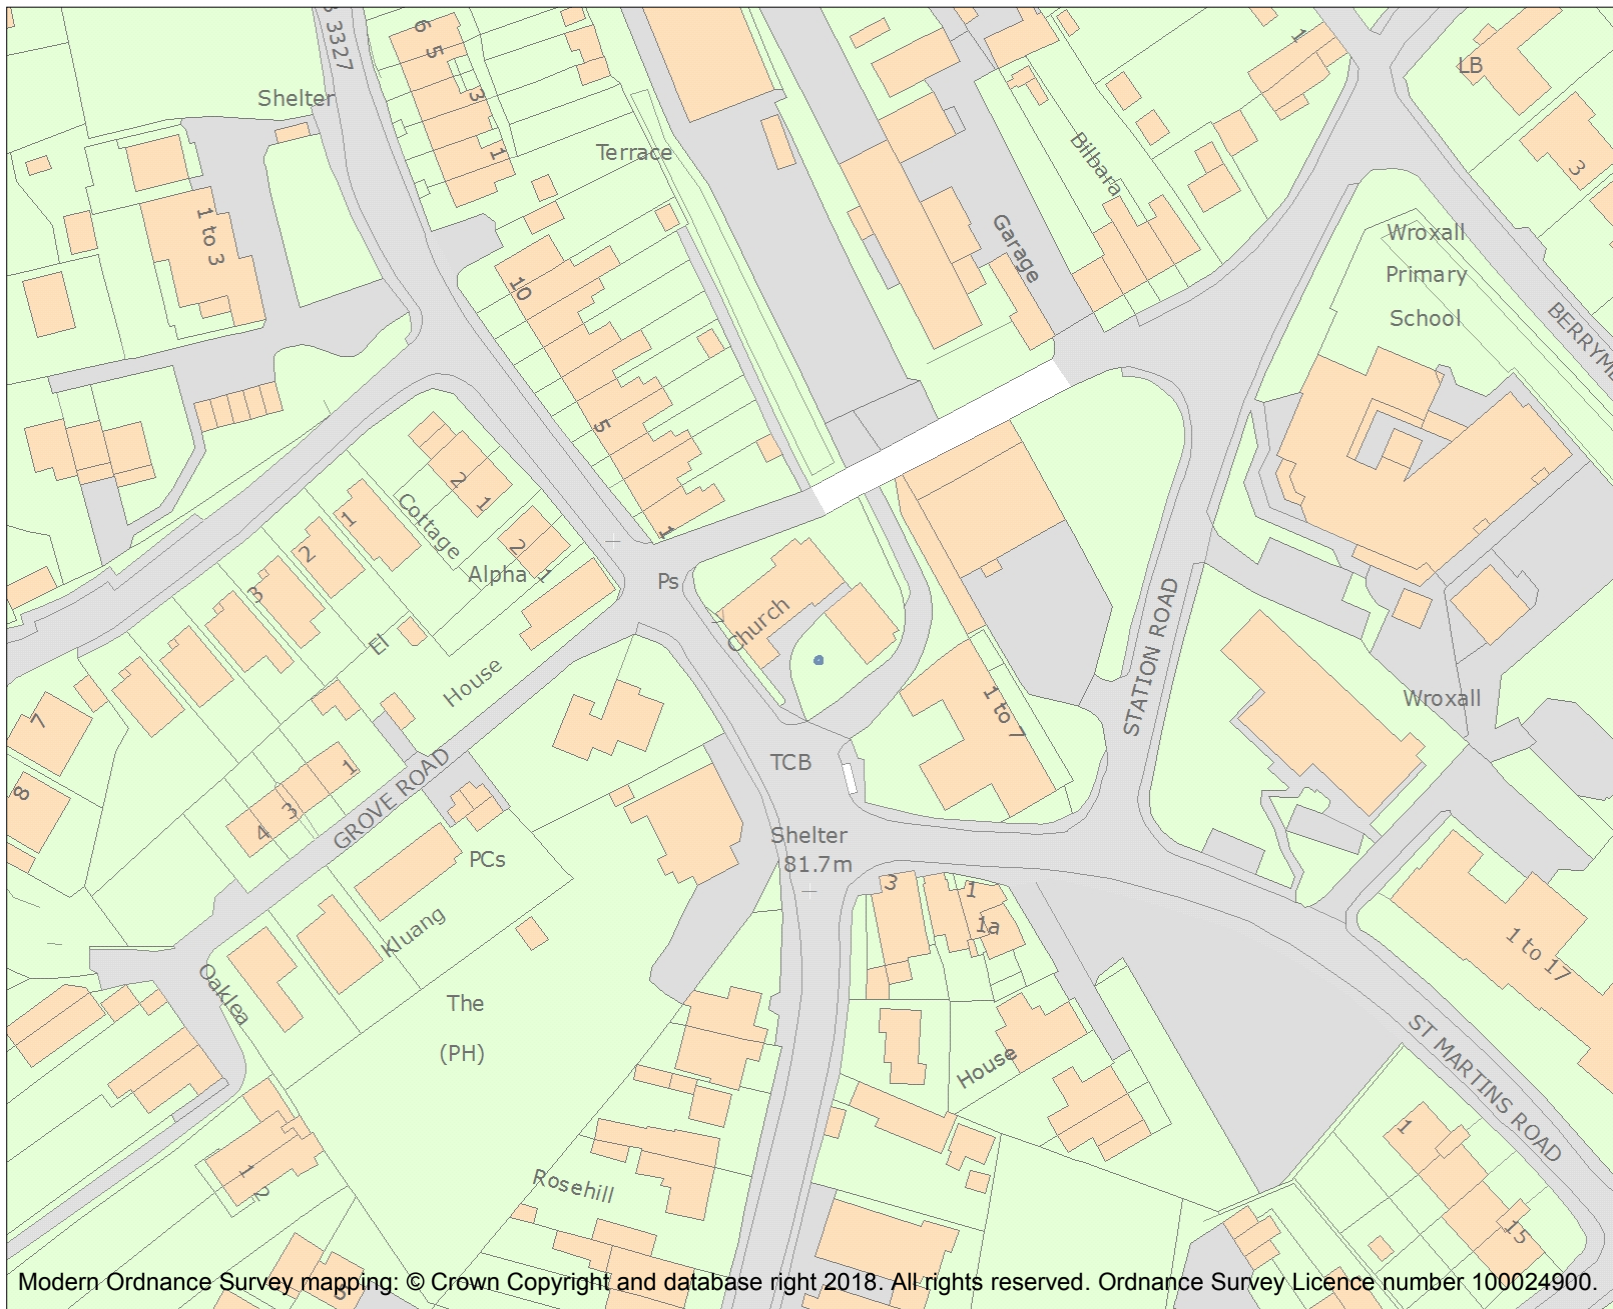 3327
6
5
3
1
Shelter
Terrace
1
LB
3
Bilbara
Garage
1 to 3
Wroxall
Primary
School
10
5
1
2
1
Cottage
1
2
3
2
1
Alpha
Ps
El
House
Church
7
8
1
3
4
GROVE ROAD
PCs
1 to 7
STATION ROAD
Wroxall
TCB
Shelter
81.7m
3
1
1a
Kluang
Oaklea
The
(PH)
House
1 to 17
ST MARTINS ROAD
1
15
1
2
Rosehill
Modern Ordnance Survey mapping: © Crown Copyright and database right 2018. All rights reserved. Ordnance Survey Licence number 100024900.